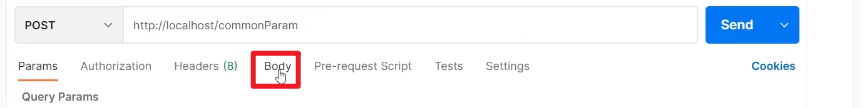 POST http://localhost/commonParam Send
Params Authorization Headers (8) Body Pre-request Script Tests Settings Cookies
Query Params